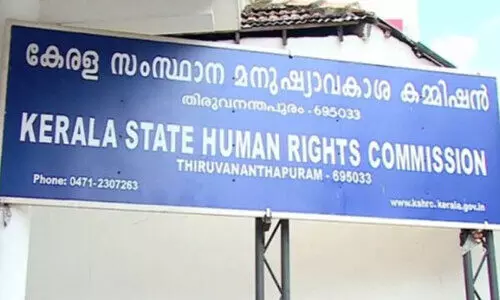 കേരള സംസ്ഥാന മനുഷ്യാവകാശ കമ്മിഷൻ
തിരുവനന്തപുരം - 695033
KERALA STATE HUMAN RIGHTS COMMISSION
THIRUVANANTHAPURAM - 695033
Phone: 0471-2307263
www.kshrc.kerala.gov.in